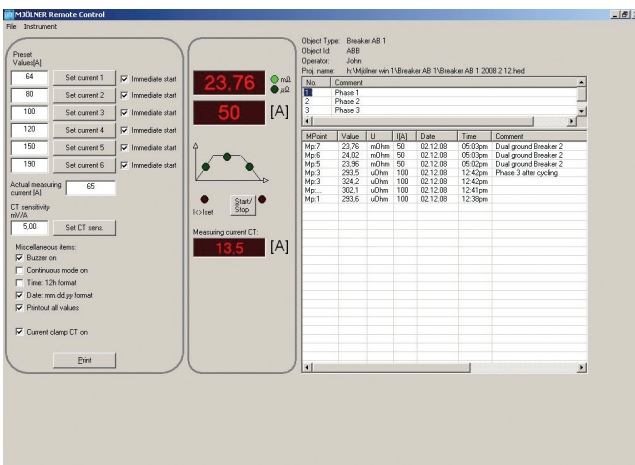 MJÖLNER Remote Control
File Instrument
Preset
Values[A]
64 Set current 1 Immediate start
80 Set current 2 Immediate start
100 Set current 3 Immediate start
120 Set current 4 Immediate start
150 Set current 5 Immediate start
190 Set current 6 Immediate start
Actual measuring
current [A] 65
CT sensitivity
mV/A
5,00 Set CT sens.
Miscellaneous items:
Buzzer on
Continuous mode on
Time: 12h format
Date: mm.dd.yy format
Printout all values
Current clamp CT on
Print
23.76 mΩ
µΩ
50 [A]
A
t
I<>Iset Start/
Stop
Measuring current CT:
13.5 [A]
Object Type: Breaker AB 1
Object Id: ABB
Operator: John
Proj. name: h:\Mjölner win 1\Breaker AB 1\Breaker AB 1 2008 2 12.hed
No. Comment
1 Phase 1
2 Phase 2
3 Phase 3
MPoint Value U I[A] Date Time Comment
Mp:7 23,76 mOhm 50 02.12.08 05:03pm Dual ground Breaker 2
Mp:6 24,02 mOhm 50 02.12.08 05:03pm Dual ground Breaker 2
Mp:5 23,96 mOhm 50 02.12.08 05:02pm Dual ground Breaker 2
Mp:3 293,5 uOhm 100 02.12.08 12:42pm Phase 3 after cycling
Mp:3 324,2 uOhm 100 02.12.08 12:42pm
Mp:... 302,1 uOhm 100 02.12.08 12:41pm
Mp:1 293,6 uOhm 100 02.12.08 12:38pm